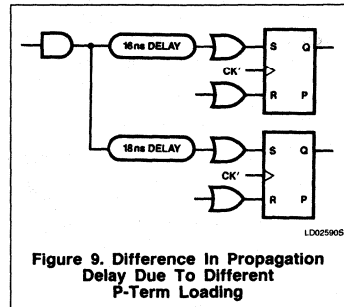 16ns DELAY
S Q
CK'
R P
18ns DELAY
S Q
CK'
R P
LD02590S
Figure 9. Difference In Propagation
Delay Due To Different
P-Term Loading